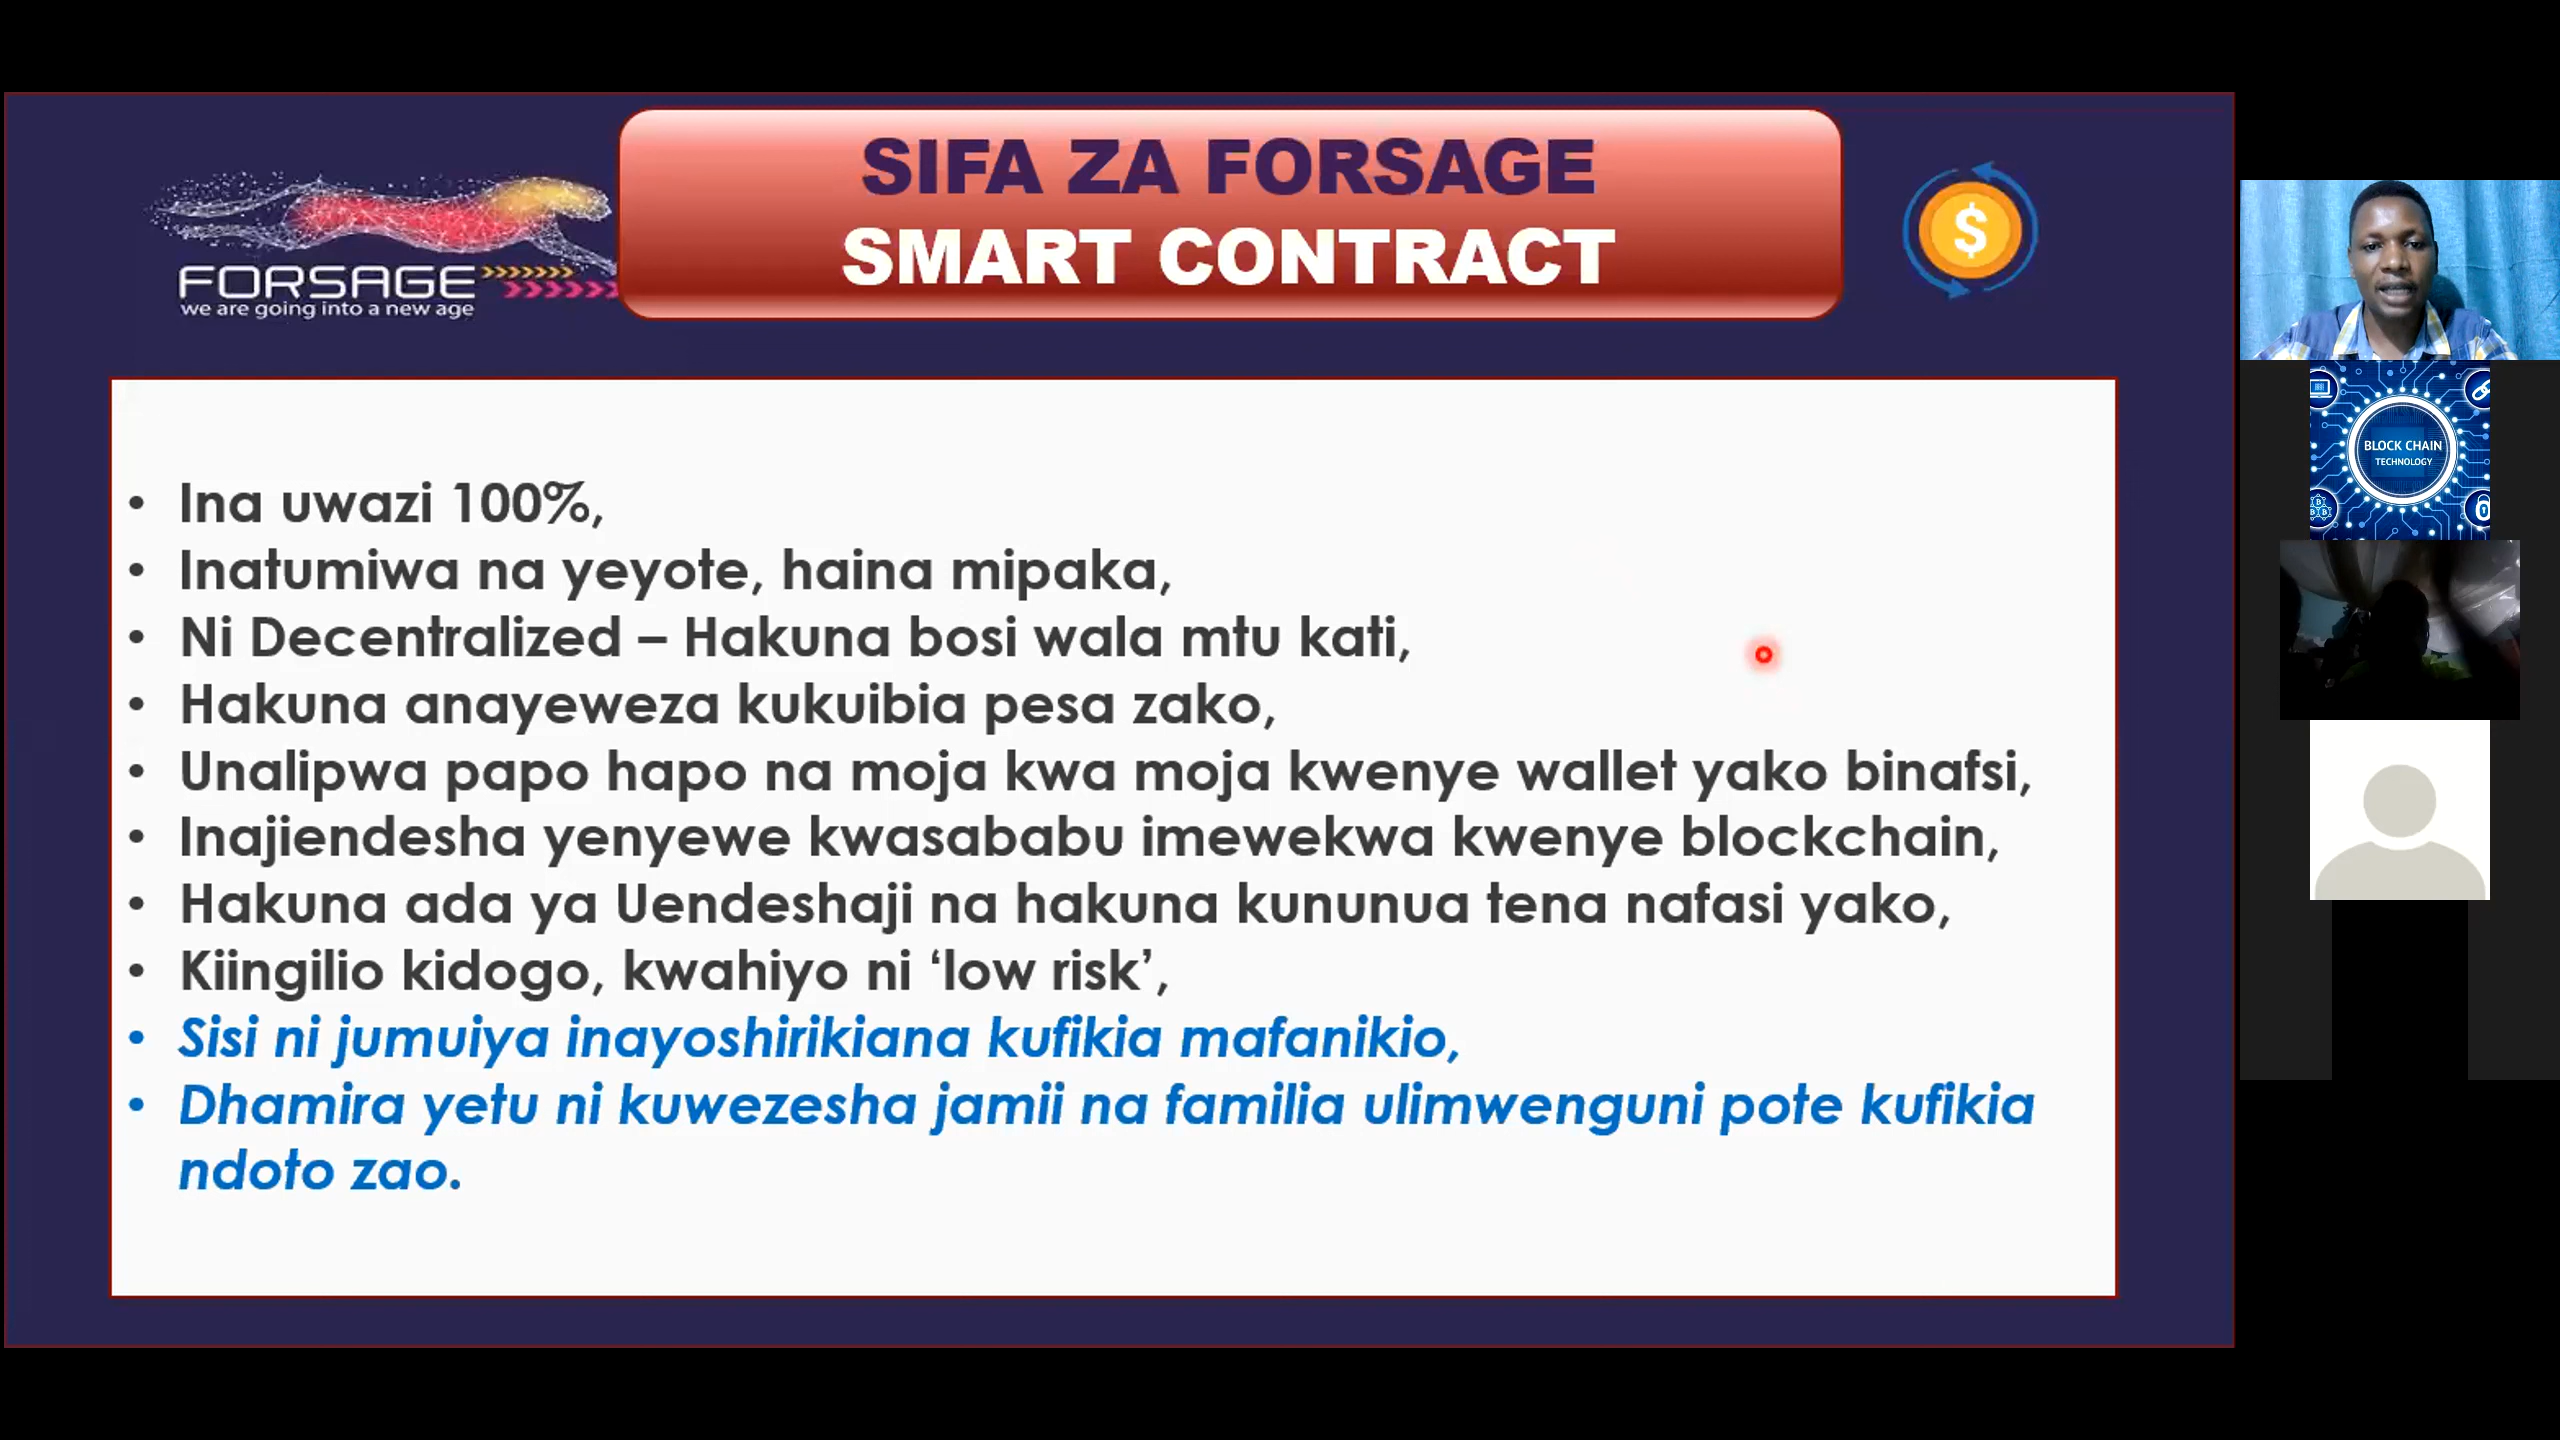 SIFA ZA FORSAGE
SMART CONTRACT
FORSAGE
we are going into a new age
$
• Ina uwazi 100%,
• Inatumiwa na yeyote, haina mipaka,
• Ni Decentralized – Hakuna bosi wala mtu kati,
• Hakuna anayeweza kukuibia pesa zako,
• Unalipwa papo hapo na moja kwa moja kwenye wallet yako binafsi,
• Inajiendesha yenyewe kwasababu imewekwa kwenye blockchain,
• Hakuna ada ya Uendeshaji na hakuna kununua tena nafasi yako,
• Kiingilio kidogo, kwahiyo ni ‘low risk’,
• Sisi ni jumuiya inayoshirikiana kufikia mafanikio,
• Dhamira yetu ni kuwezesha jamii na familia ulimwenguni pote kufikia
ndoto zao.
BLOCK CHAIN
TECHNOLOGY